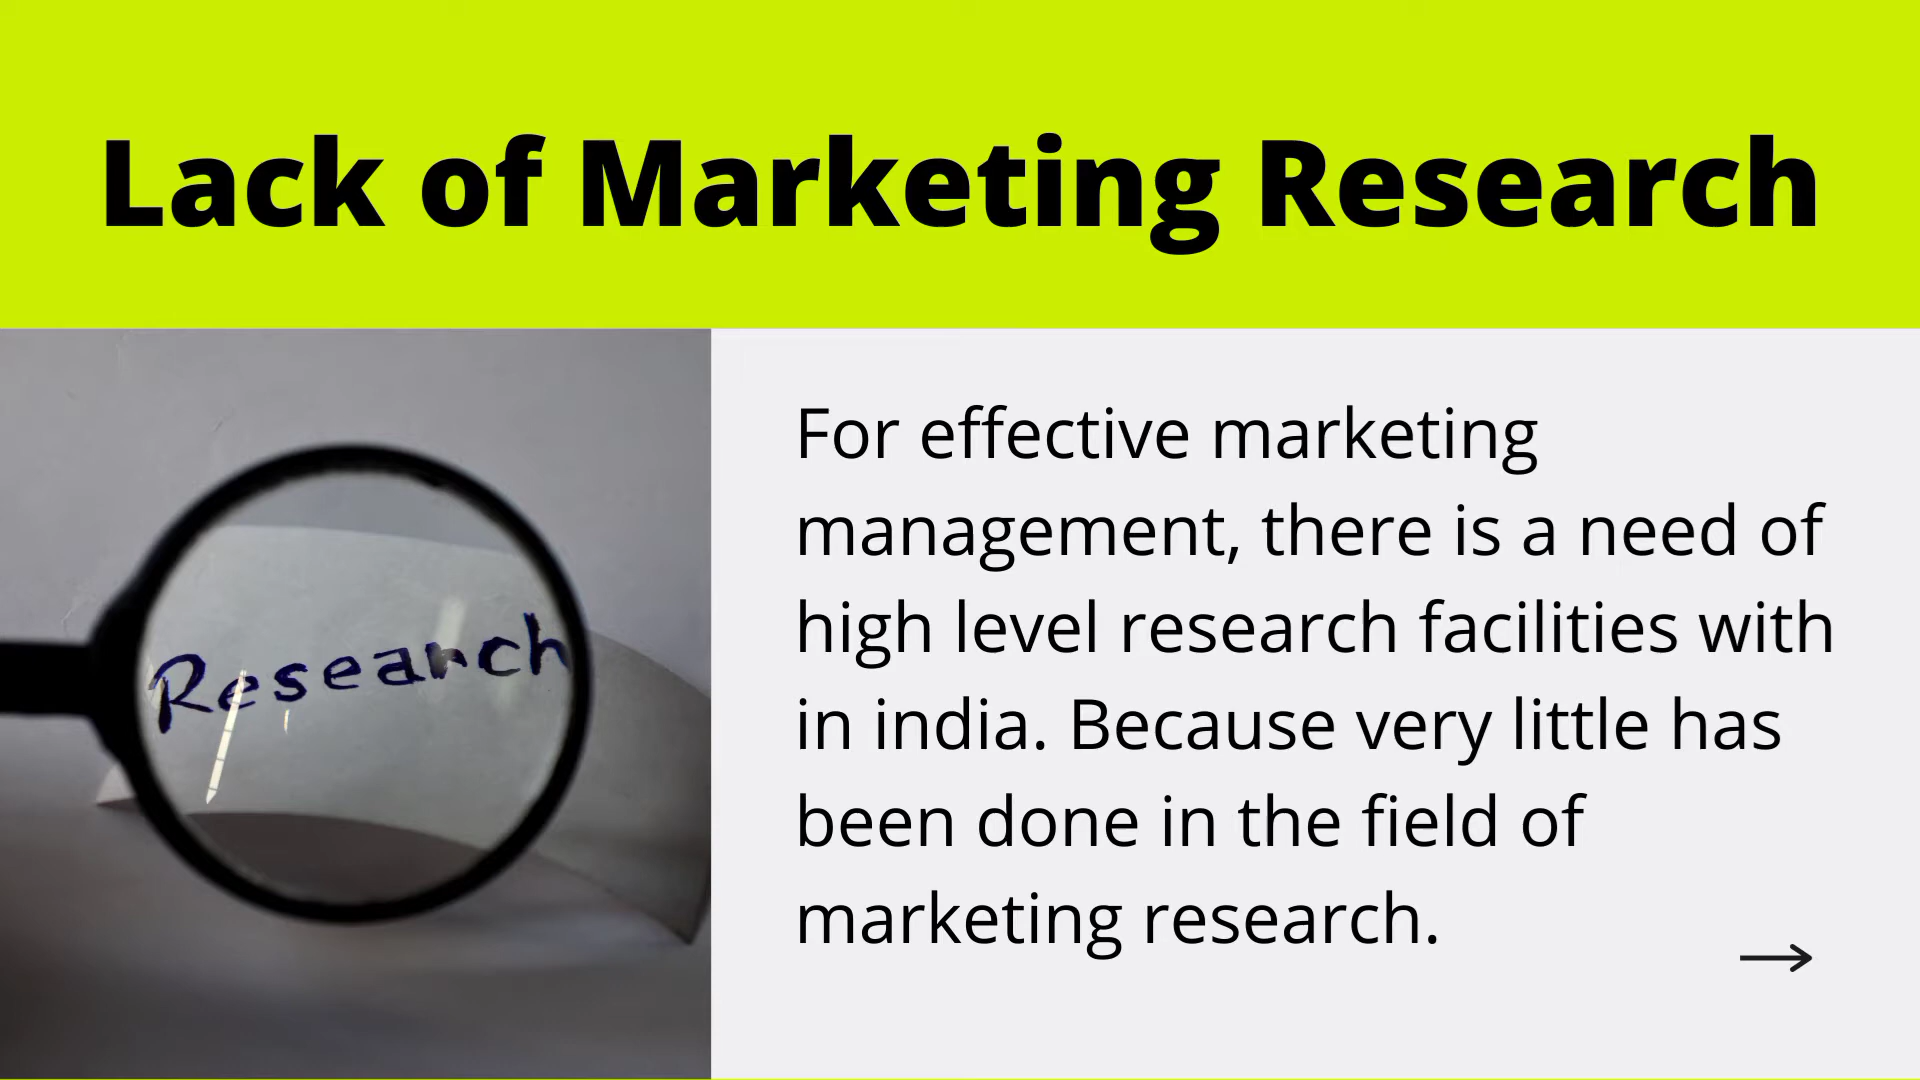 Lack of Marketing Research
Research
For effective marketing
management, there is a need of
high level research facilities with
in india. Because very little has
been done in the field of
marketing research.